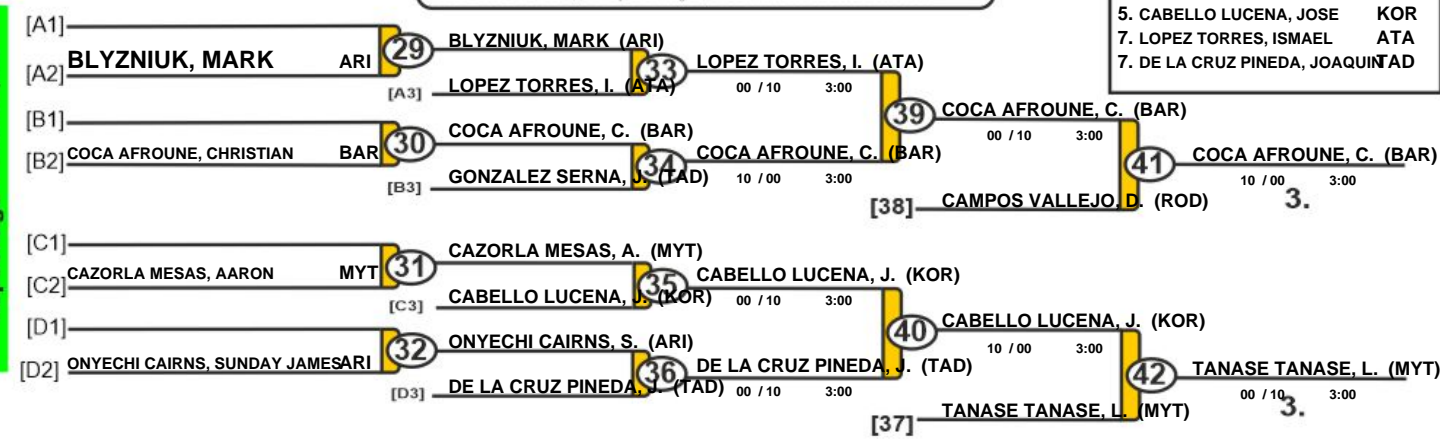 5. CABELLO LUCENA, JOSE KOR
7. LOPEZ TORRES, ISMAEL ATA
7. DE LA CRUZ PINEDA, JOAQUIN TAD
[A1]
[A2] BLYZNIUK, MARK ARI
29
BLYZNIUK, MARK (ARI)
[A3] LOPEZ TORRES, I. (ATA)
33
LOPEZ TORRES, I. (ATA)
00 / 10 3:00
[B1]
[B2] COCA AFROUNE, CHRISTIAN BAR
30
COCA AFROUNE, C. (BAR)
[B3] GONZALEZ SERNA, J. (TAD)
34
COCA AFROUNE, C. (BAR)
10 / 00 3:00
39
COCA AFROUNE, C. (BAR)
00 / 10 3:00
[38] CAMPOS VALLEJO, D. (ROD)
41
COCA AFROUNE, C. (BAR)
10 / 00 3:00
3.
[C1]
[C2] CAZORLA MESAS, AARON MYT
31
CAZORLA MESAS, A. (MYT)
[C3] CABELLO LUCENA, J. (KOR)
35
CABELLO LUCENA, J. (KOR)
00 / 10 3:00
[D1]
[D2] ONYECHI CAIRNS, SUNDAY JAMES ARI
32
ONYECHI CAIRNS, S. (ARI)
[D3] DE LA CRUZ PINEDA, J. (TAD)
36
DE LA CRUZ PINEDA, J. (TAD)
00 / 10 3:00
40
CABELLO LUCENA, J. (KOR)
10 / 00 3:00
[37] TANASE TANASE, L. (MYT)
42
TANASE TANASE, L. (MYT)
00 / 10 3:00
3.